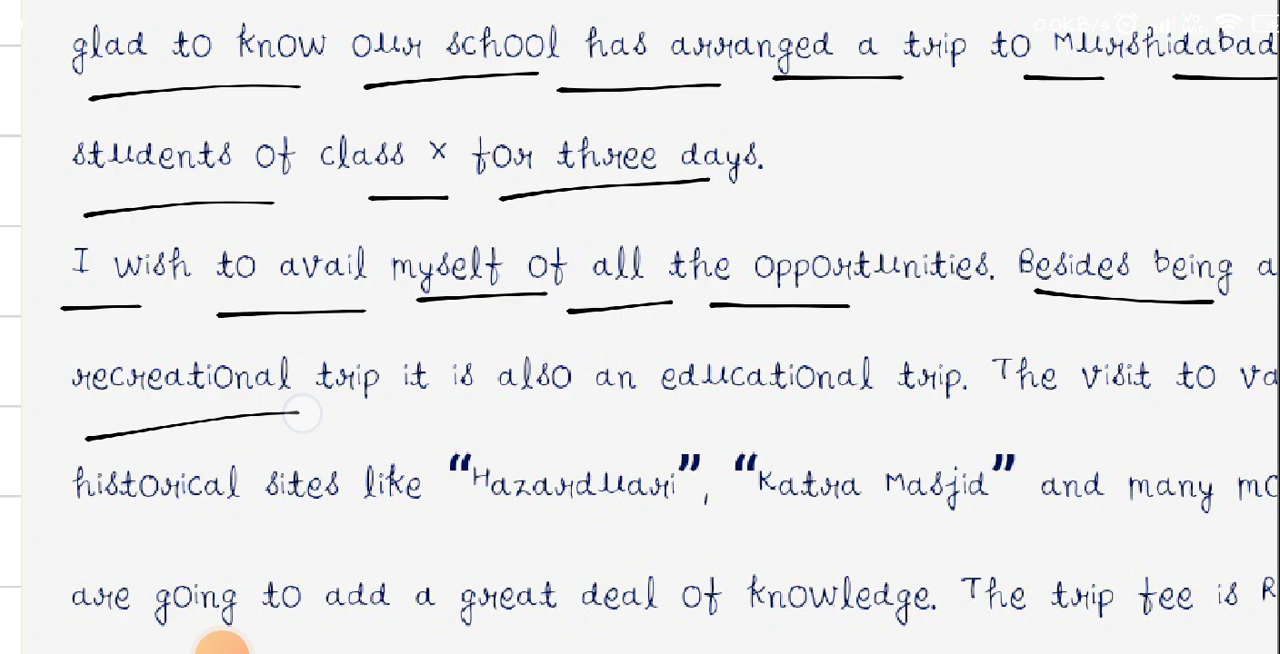 glad to know our school has arranged a trip to Murshidabad
students of class x for three days.
I wish to avail myself of all the opportunities. Besides being a
recreational trip it is also an educational trip. The visit to va
historical sites like "Hazarduari", "Katra Masjid" and many mo
are going to add a great deal of knowledge. The trip fee is R